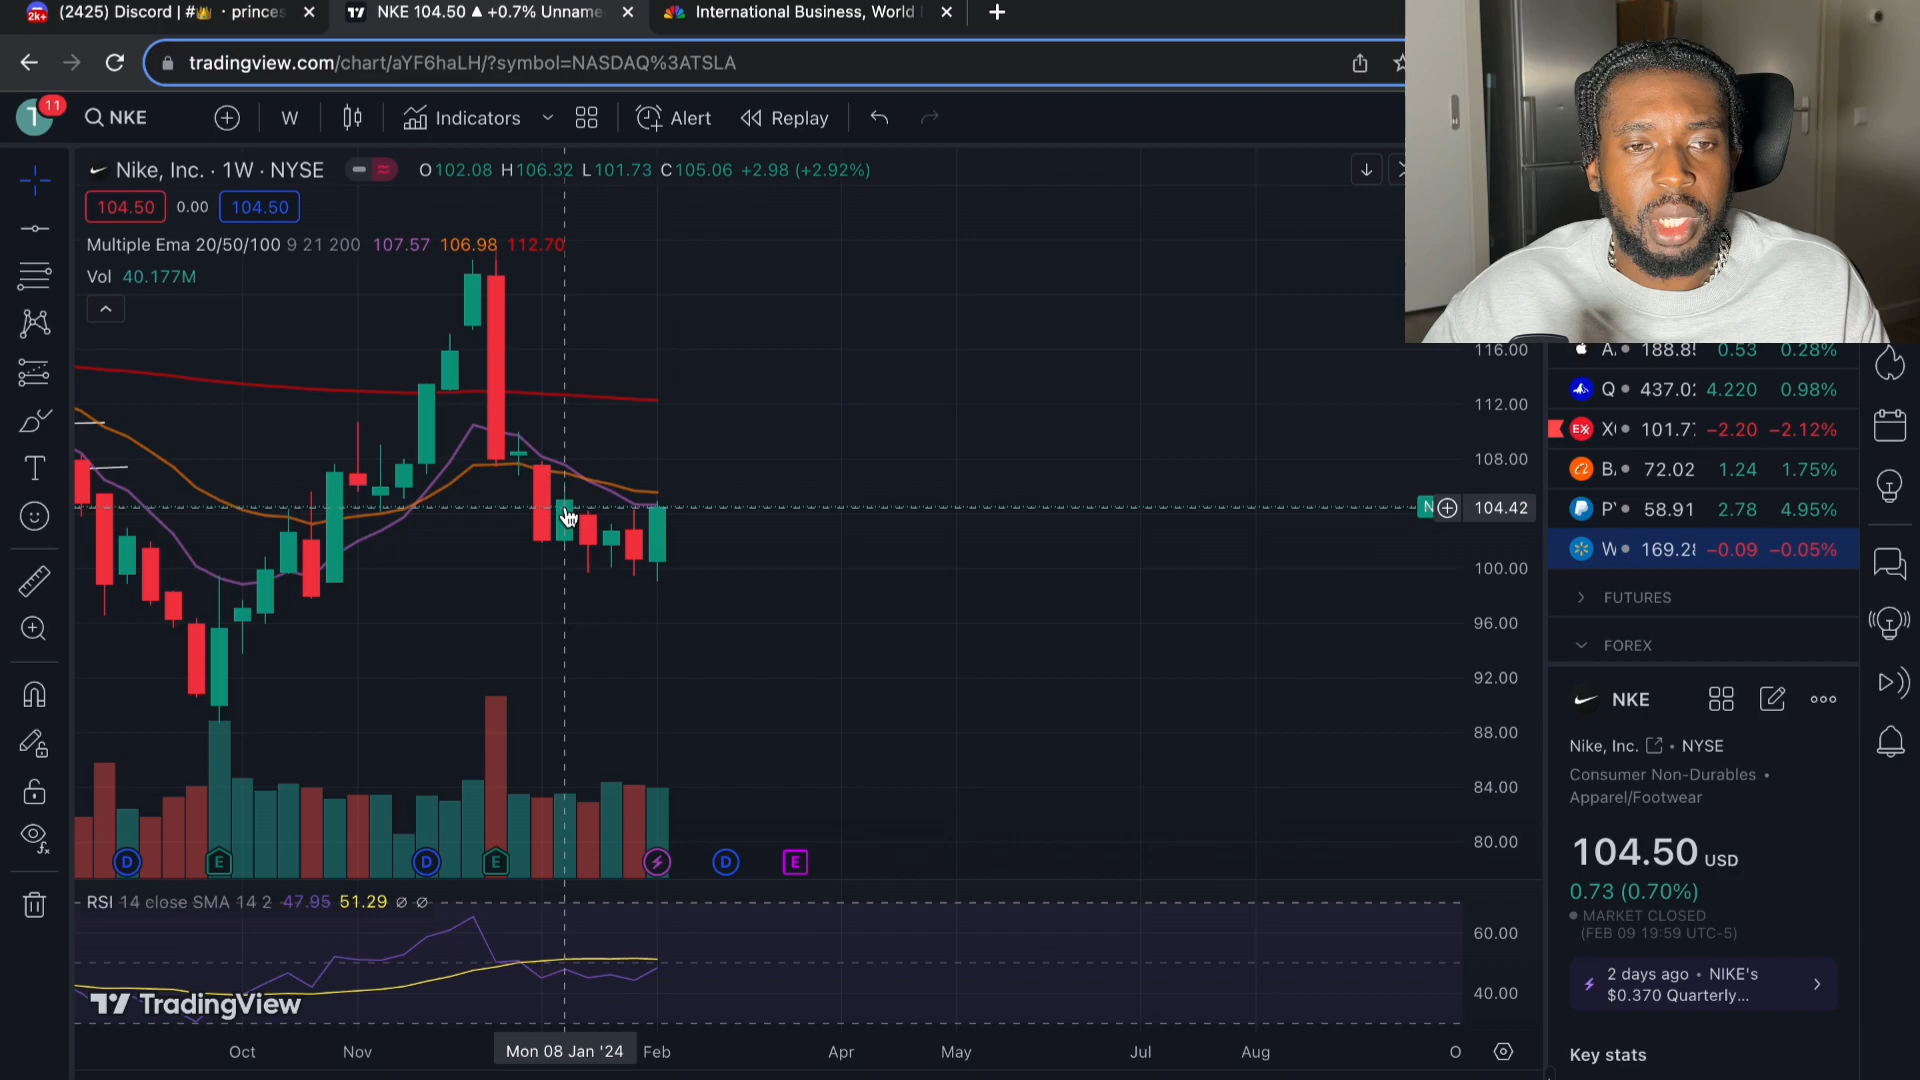 (2425) Discord | # · princes
NKE 104.50 ▲ +0.7% Unname
International Business, World
tradingview.com/chart/aYF6haLH/?symbol=NASDAQ%3ATSLA
11
NKE
W
Indicators
Alert
Replay
Nike, Inc. · 1W · NYSE
O102.08 H106.32 L101.73 C105.06 +2.98 (+2.92%)
104.50 0.00 104.50
Multiple Ema 20/50/100 9 21 200 107.57 106.98 112.70
Vol 40.177M
116.00
112.00
108.00
104.42
100.00
96.00
92.00
88.00
84.00
80.00
D E D E D E
RSI 14 close SMA 14 2 47.95 51.29 ∅ ∅
60.00
40.00
TradingView
Oct Nov Mon 08 Jan '24 Feb Apr May Jul Aug O
A. 188.8 0.53 0.28%
Q 437.0 4.220 0.98%
X 101.7 −2.20 −2.12%
B. 72.02 1.24 1.75%
P 58.91 2.78 4.95%
W 169.2 −0.09 −0.05%
FUTURES
FOREX
NKE
Nike, Inc. • NYSE
Consumer Non-Durables •
Apparel/Footwear
104.50 USD
0.73 (0.70%)
MARKET CLOSED
(FEB 09 19:59 UTC-5)
2 days ago • NIKE's
$0.370 Quarterly...
Key stats